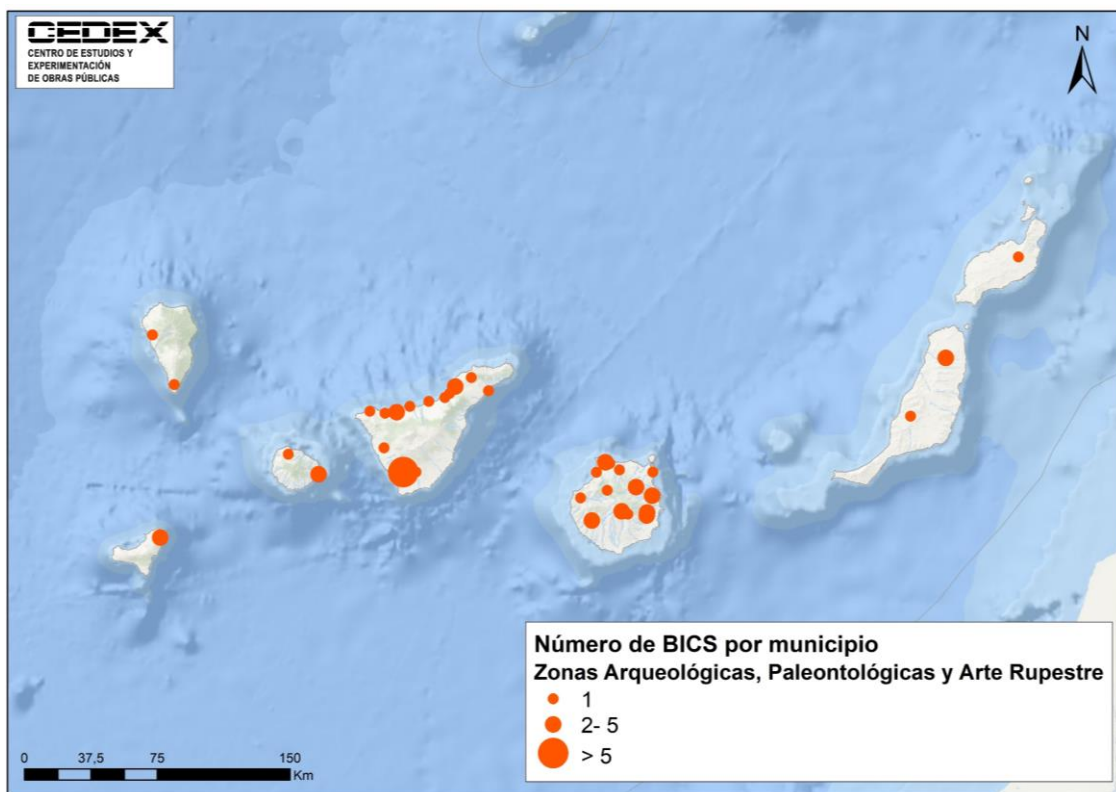 CEDEX
CENTRO DE ESTUDIOS Y
EXPERIMENTACIÓN
DE OBRAS PÚBLICAS
N
Número de BICS por municipio
Zonas Arqueológicas, Paleontológicas y Arte Rupestre
1
2- 5
> 5
0 37,5 75 150
Km